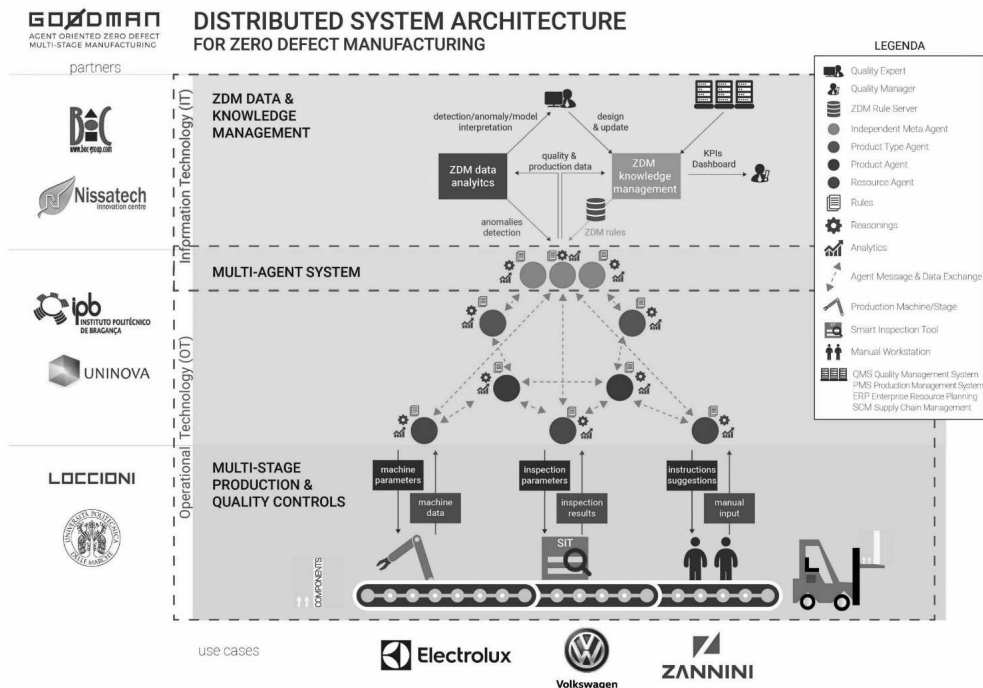 GOODMAN
AGENT ORIENTED ZERO DEFECT
MULTI-STAGE MANUFACTURING
partners
DISTRIBUTED SYSTEM ARCHITECTURE
FOR ZERO DEFECT MANUFACTURING
BOC
www.boc-group.com
Nissatech
innovation centre
ipb
INSTITUTO POLITÉCNICO
DE BRAGANÇA
UNINOVA
LOCCIONI
UNIVERSITÀ POLITECNICA
DELLE MARCHE
Information Technology (IT)
Operational Technology (OT)
ZDM DATA &
KNOWLEDGE
MANAGEMENT
detection/anomaly/model
interpretation
design
& update
ZDM data
analyitcs
quality &
production data
ZDM
knowledge
management
KPIs
Dashboard
anomalies
detection
ZDM rules
MULTI-AGENT SYSTEM
MULTI-STAGE
PRODUCTION &
QUALITY CONTROLS
machine
parameters
machine
data
inspection
parameters
inspection
results
instructions
suggestions
manual
input
SIT
COMPONENTS
LEGENDA
Quality Expert
Quality Manager
ZDM Rule Server
Independent Meta Agent
Product Type Agent
Product Agent
Resource Agent
Rules
Reasonings
Analytics
Agent Message & Data Exchange
Production Machine/Stage
Smart Inspection Tool
Manual Workstation
QMS Quality Management System
PMS Production Management System
ERP Enterprise Resource Planning
SCM Supply Chain Management
use cases
Electrolux
Volkswagen
ZANNINI